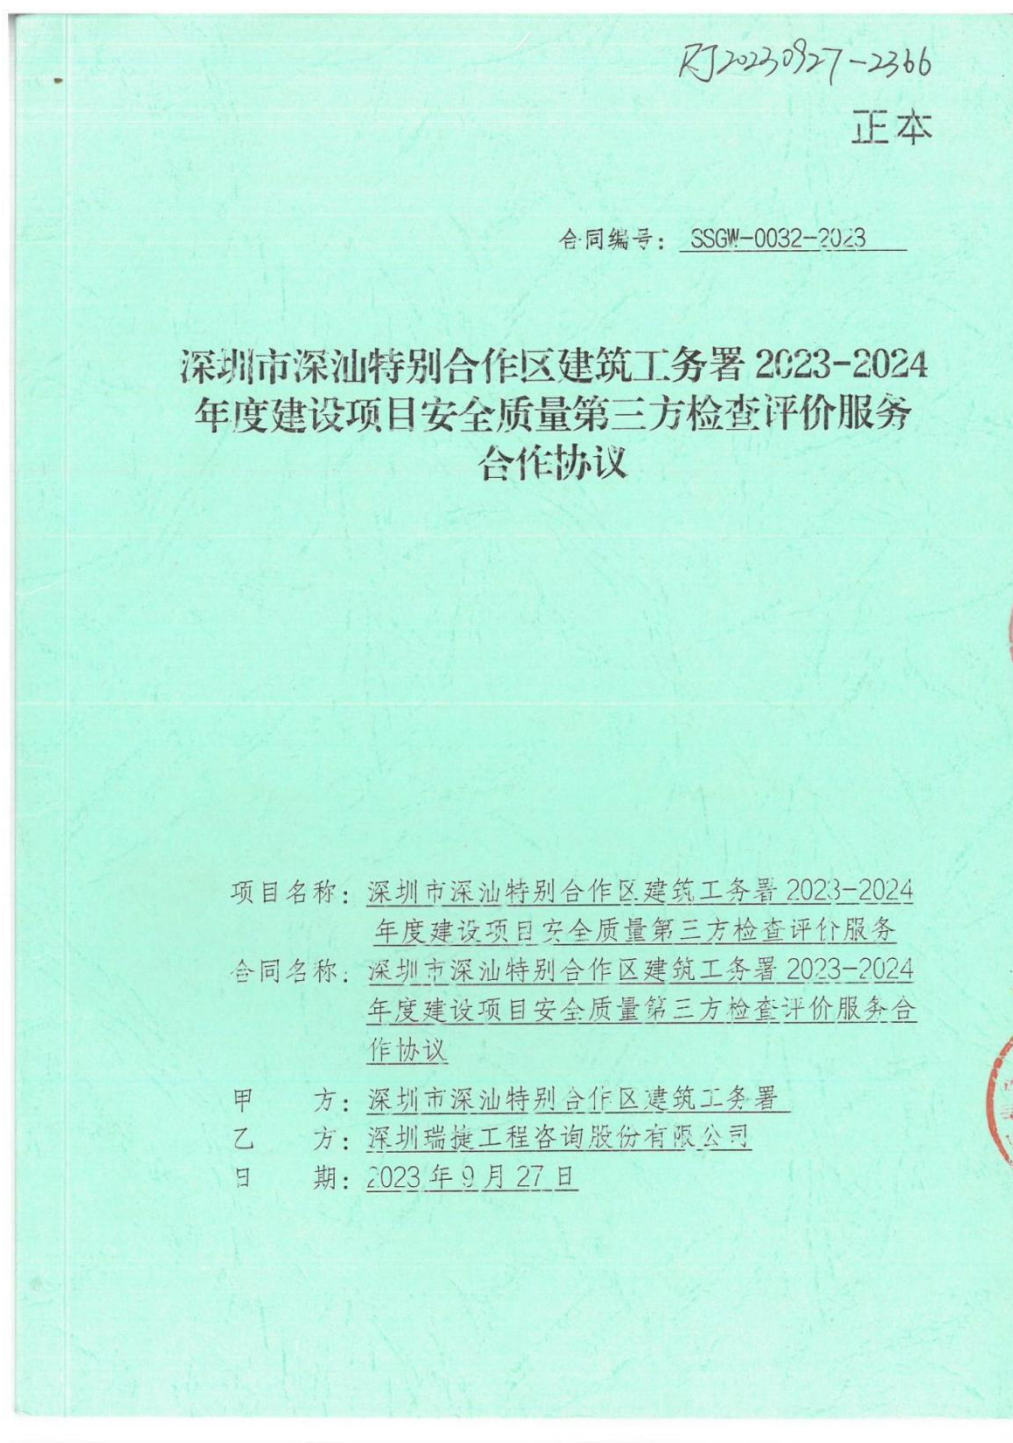 RJ20230927-2366
正本
合同编号： SSGW-0032-2023
深圳市深汕特别合作区建筑工务署 2023-2024
年度建设项目安全质量第三方检查评价服务
合作协议
项目名称：深圳市深汕特别合作区建筑工务署 2023-2024
年度建设项目安全质量第三方检查评价服务
合同名称：深圳市深汕特别合作区建筑工务署 2023-2024
年度建设项目安全质量第三方检查评价服务合
作协议
甲 方：深圳市深汕特别合作区建筑工务署
乙 方：深圳瑞捷工程咨询股份有限公司
日 期：2023 年 9 月 27 日